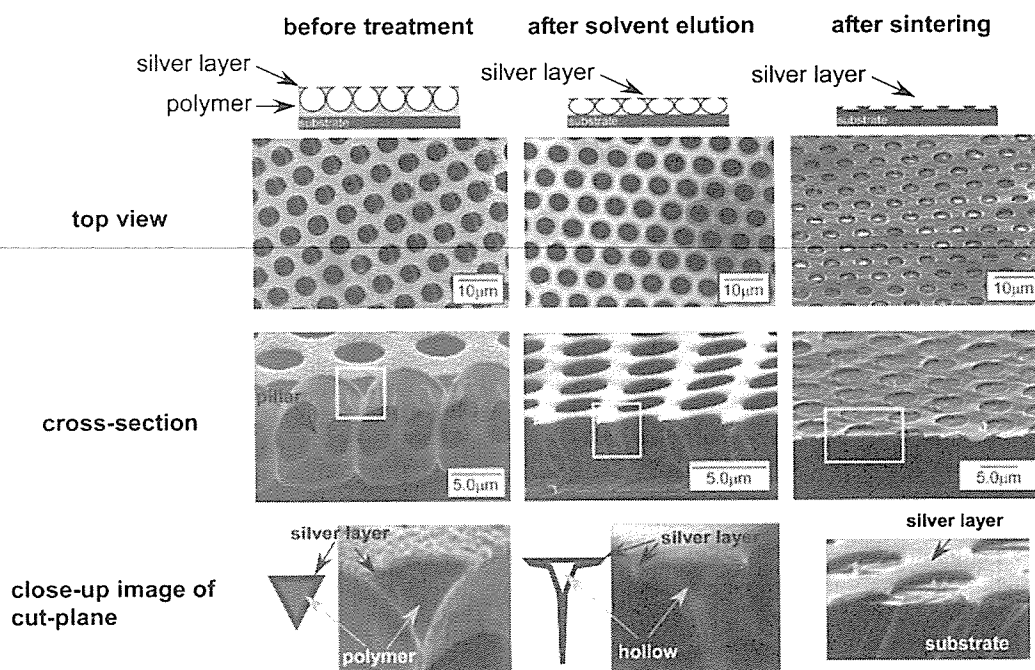 before treatment
after solvent elution
after sintering
silver layer
polymer
substrate
silver layer
substrate
silver layer
substrate
top view
10μm
10μm
10μm
cross-section
pillar
5.0μm
5.0μm
5.0μm
close-up image of
cut-plane
silver layer
polymer
silver layer
hollow
silver layer
substrate